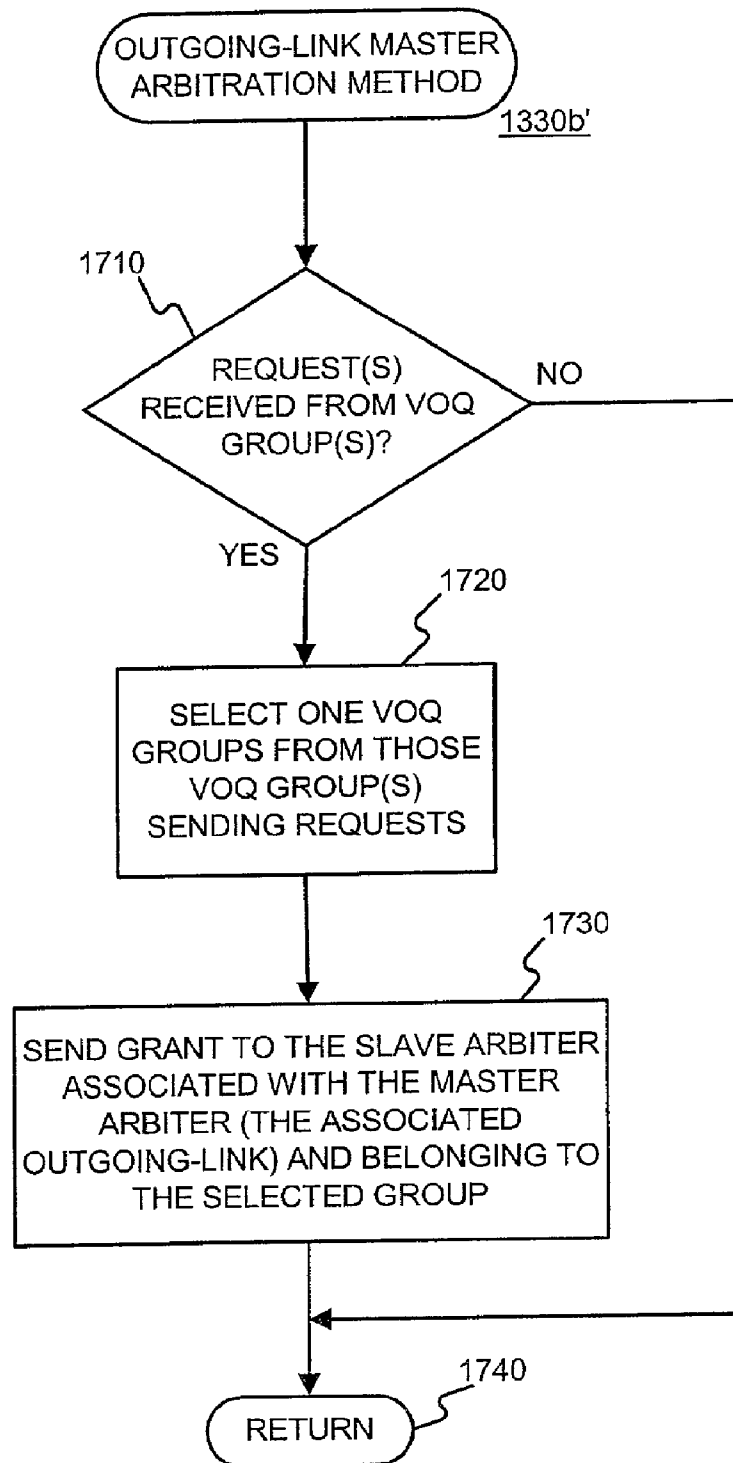 OUTGOING-LINK MASTER
ARBITRATION METHOD
1330b'
1710
REQUEST(S)
RECEIVED FROM VOQ
GROUP(S)?
NO
YES
1720
SELECT ONE VOQ
GROUPS FROM THOSE
VOQ GROUP(S)
SENDING REQUESTS
1730
SEND GRANT TO THE SLAVE ARBITER
ASSOCIATED WITH THE MASTER
ARBITER (THE ASSOCIATED
OUTGOING-LINK) AND BELONGING TO
THE SELECTED GROUP
1740
RETURN